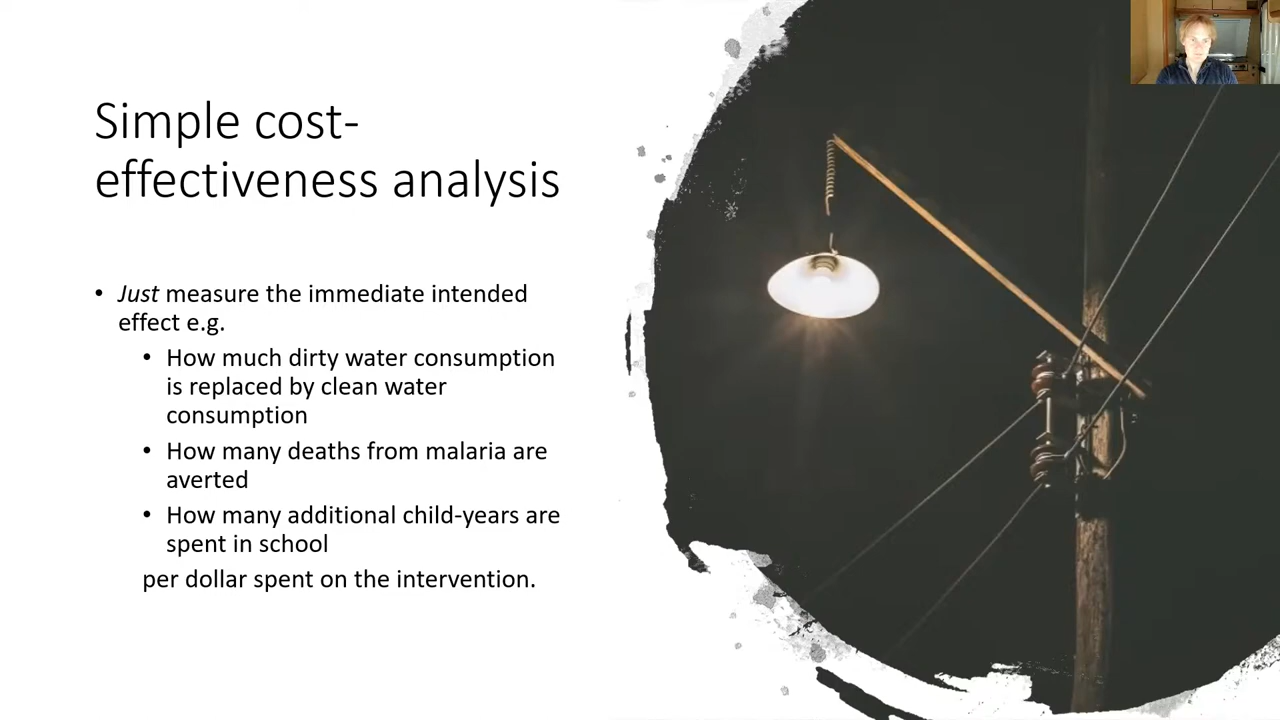 Simple cost-
effectiveness analysis
• Just measure the immediate intended
effect e.g.
• How much dirty water consumption
is replaced by clean water
consumption
• How many deaths from malaria are
averted
• How many additional child-years are
spent in school
per dollar spent on the intervention.